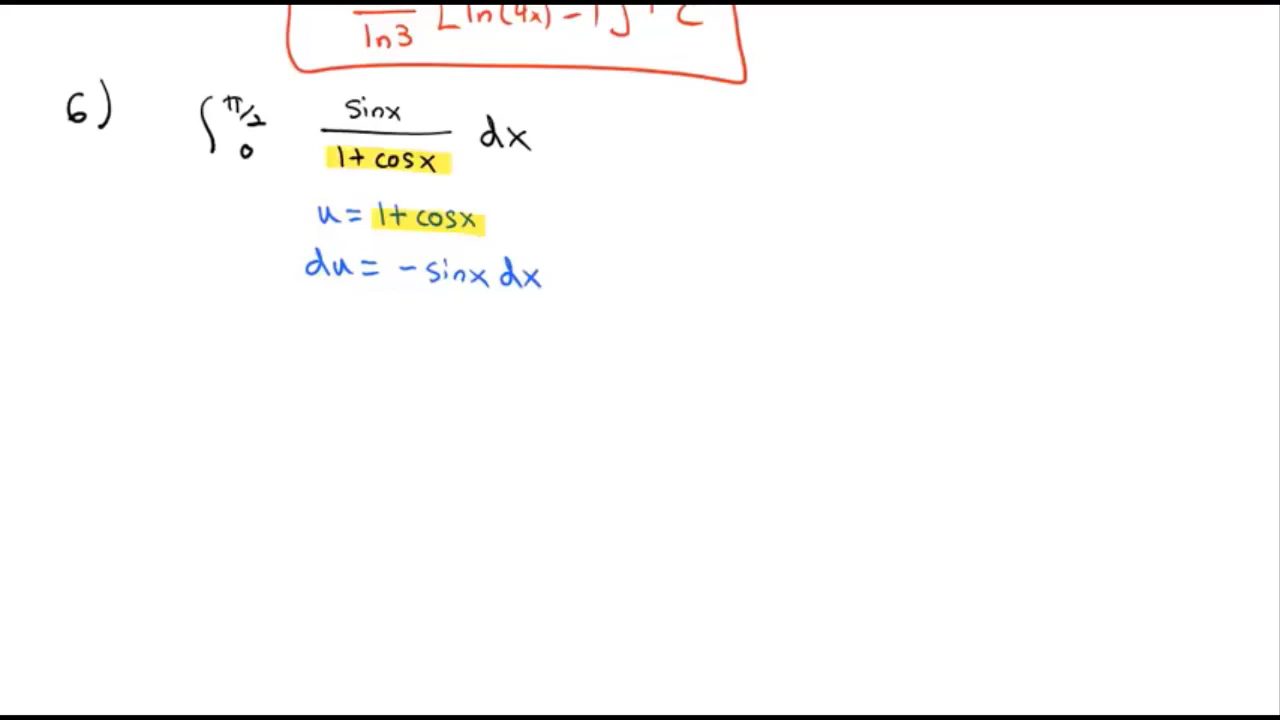 ln3 [ln(4x) - 1] + C
6) ∫ π/2 0 sinx / 1 + cosx dx
u = 1 + cosx
du = - sinx dx